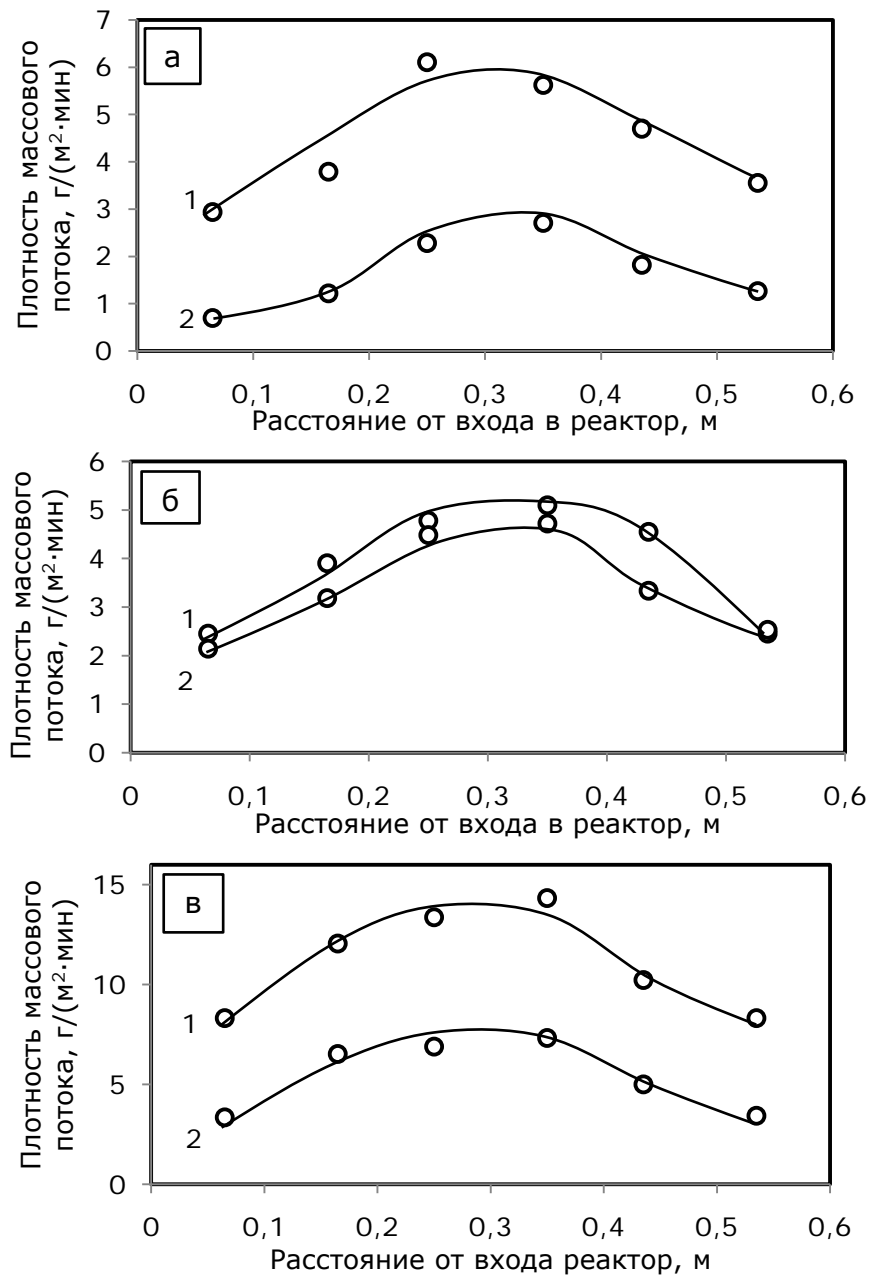 Плотность массового
потока, г/(м²·мин)
а
7
6
5
4
3
2
1
0
1
2
0 0,1 0,2 0,3 0,4 0,5 0,6
Расстояние от входа в реактор, м
Плотность массового
потока, г/(м²·мин)
б
6
5
4
3
2
1
0
1
2
0 0,1 0,2 0,3 0,4 0,5 0,6
Расстояние от входа в реактор, м
Плотность массового
потока, г/(м²·мин)
в
15
10
5
0
1
2
0 0,1 0,2 0,3 0,4 0,5 0,6
Расстояние от входа реактор, м